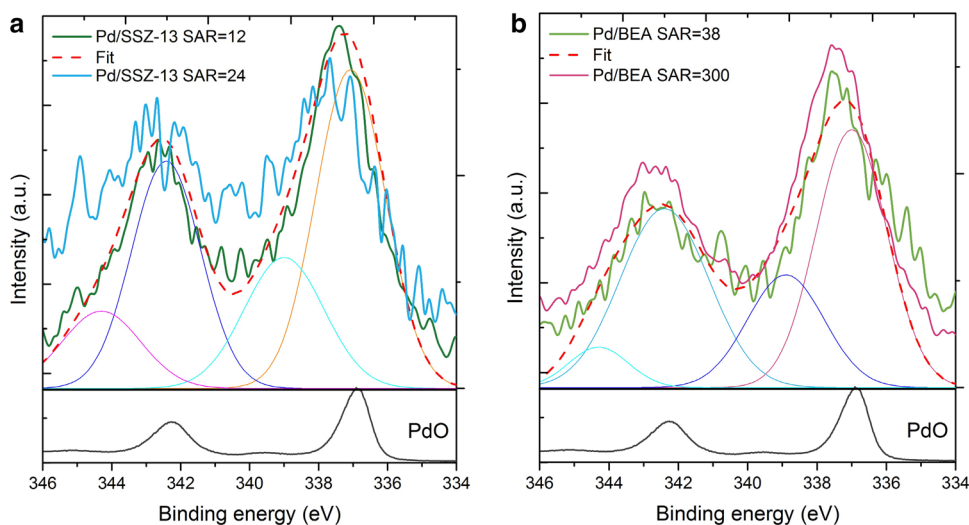 a
Pd/SSZ-13 SAR=12
Fit
Pd/SSZ-13 SAR=24
Intensity (a.u.)
PdO
346 344 342 340 338 336 334
Binding energy (eV)
b
Pd/BEA SAR=38
Fit
Pd/BEA SAR=300
Intensity (a.u.)
PdO
346 344 342 340 338 336 334
Binding energy (eV)